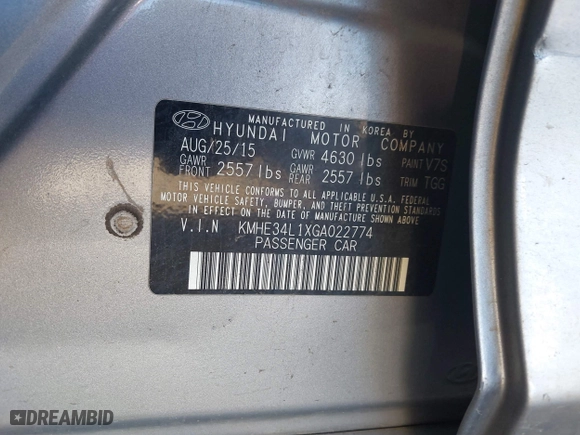 MANUFACTURED IN KOREA BY
HYUNDAI MOTOR COMPANY
AUG/25/15 GVWR 4630 lbs PAINT V7S
GAWR FRONT 2557 lbs GAWR REAR 2557 lbs TRIM TGG
THIS VEHICLE CONFORMS TO ALL APPLICABLE U.S.A. FEDERAL
MOTOR VEHICLE SAFETY, BUMPER, AND THEFT PREVENTION STANDARDS
IN EFFECT ON THE DATE OF MANUFACTURE SHOWN ABOVE.
V.I.N KMHE34L1XGA022774
PASSENGER CAR
DREAMBID